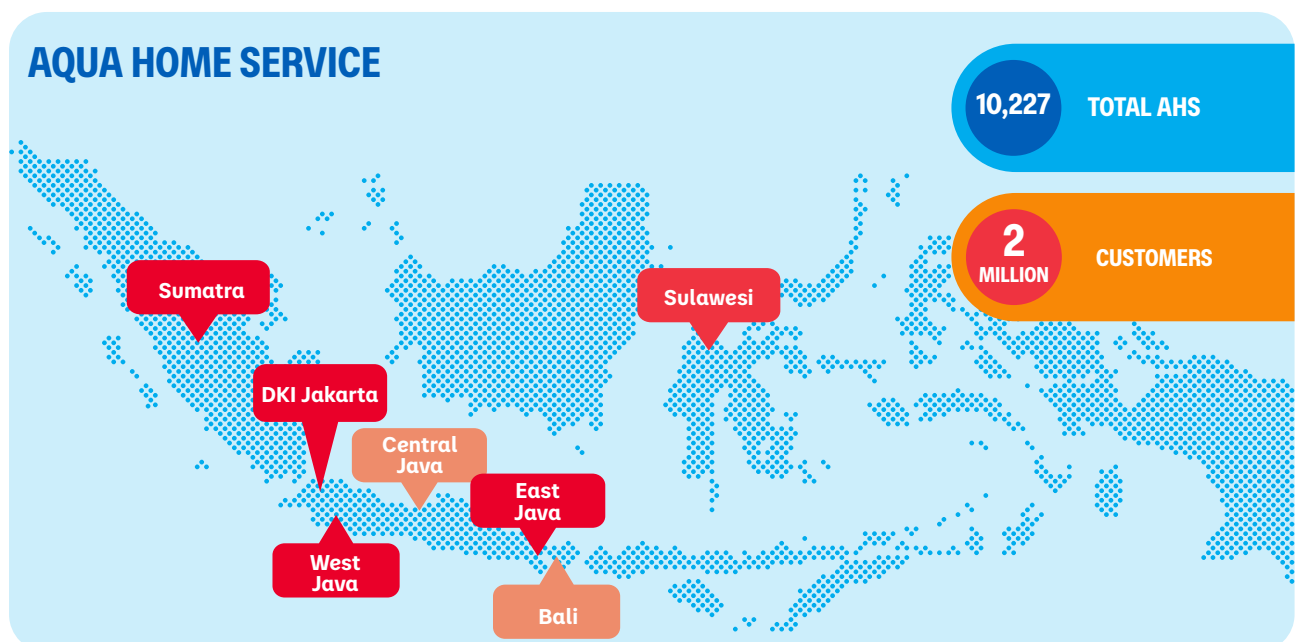 AQUA HOME SERVICE
10,227
TOTAL AHS
2
MILLION
CUSTOMERS
Sumatra
Sulawesi
DKI Jakarta
Central
Java
East
Java
West
Java
Bali